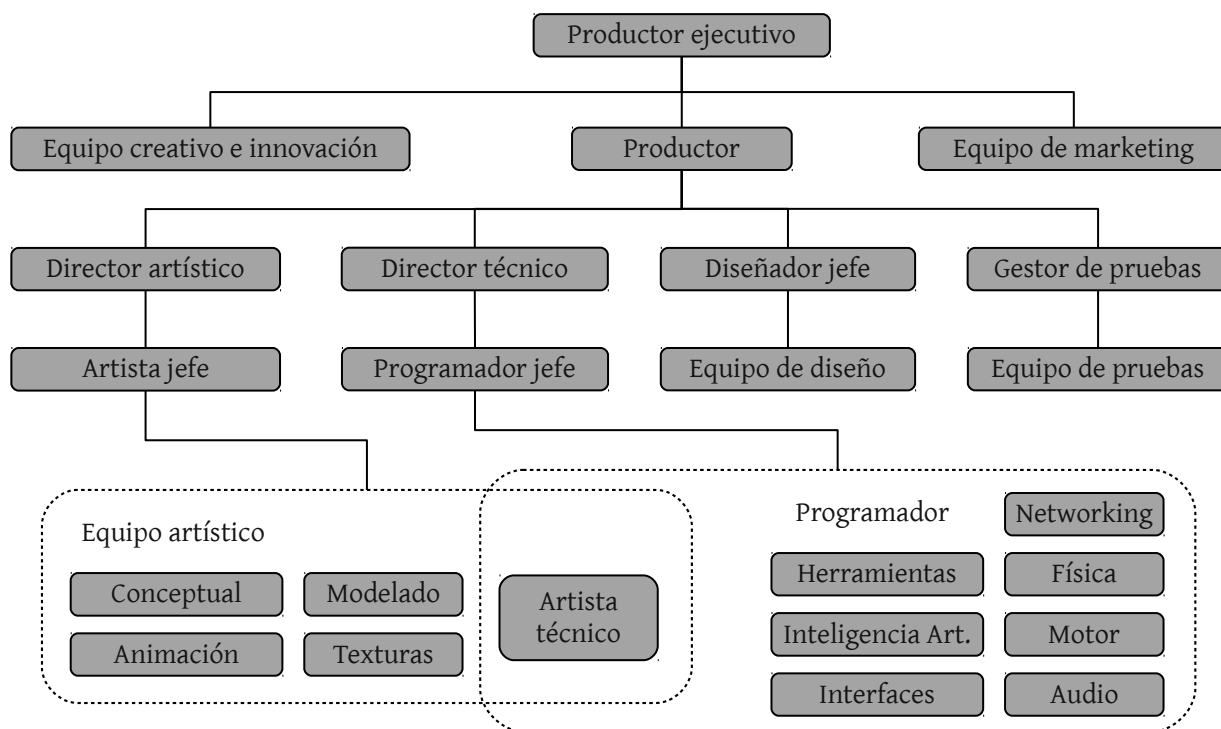 Productor ejecutivo
Equipo creativo e innovación
Productor
Equipo de marketing
Director artístico
Director técnico
Diseñador jefe
Gestor de pruebas
Artista jefe
Programador jefe
Equipo de diseño
Equipo de pruebas
Equipo artístico
Conceptual
Modelado
Animación
Texturas
Artista
técnico
Programador
Networking
Herramientas
Física
Inteligencia Art.
Motor
Interfaces
Audio